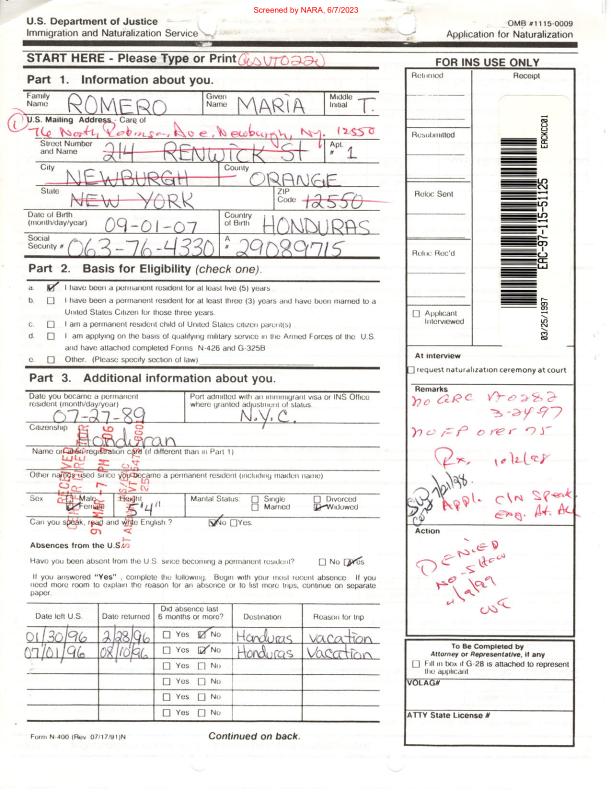 Screened by NARA, 6/7/2023
U.S. Department of Justice
Immigration and Naturalization Service
OMB #1115-0009
Application for Naturalization
START HERE - Please Type or Print
Part 1. Information about you.
Family Name ROMERO Given Name MARIA Middle Initial T.
U.S. Mailing Address, Care of
76 North Robinson Ave, Newburgh, NY. 12550
Street Number and Name 214 RENWICK ST Apt. # 1
City NEWBURGH County ORANGE
State NEW YORK ZIP Code 12550
Date of Birth (month/day/year) 09-01-07 Country of Birth HONDURAS
Social Security # 063-76-4330 A # 29089715
Part 2. Basis for Eligibility (check one).
a. I have been a permanent resident for at least five (5) years
b. I have been a permanent resident for at least three (3) years and have been married to a
United States Citizen for those three years.
c. I am a permanent resident child of United States citizen parent(s)
d. I am applying on the basis of qualifying military service in the Armed Forces of the U.S.
and have attached completed Forms N-426 and G-325B
e. Other. (Please specify section of law)
Part 3. Additional information about you.
Date you became a permanent resident (month/day/year) 07-27-89
Port admitted with an immigrant visa or INS Office where granted adjustment of status. N.Y.C.
Citizenship Honduran
Name on alien registration card (if different than in Part 1)
Other names used since you became a permanent resident (including maiden name)
Sex Male Female Height 4" Marital Status: Single Married Divorced Widowed
Can you speak, read and write English ? No Yes.
RECEIVED
Absences from the U.S.:
Have you been absent from the U.S. since becoming a permanent resident? No Yes.
If you answered "Yes" , complete the following. Begin with your most recent absence. If you
need more room to explain the reason for an absence or to list more trips, continue on separate
paper.
Date left U.S. Date returned Did absence last 6 months or more? Destination Reason for trip
01/30/96 2/28/96 Yes No Honduras vacation
07/01/96 08/10/96 Yes No Honduras Vacation
Yes No
Yes No
Yes No
Yes No
Form N-400 (Rev. 07/17/91)N
Continued on back.
FOR INS USE ONLY
Returned Receipt
Resubmitted
Reloc Sent
Reloc Rec'd
EAC-97-115-51125
03/25/1997
Applicant Interviewed
At interview
request naturalization ceremony at court
Remarks
no ARC
3-24-97
no FP over 75
Rx. 10/2/98
Appl. C/N Speak
Eng. At. All
Action
DENIED
NO-SHOW
To Be Completed by
Attorney or Representative, if any
Fill in box if G-28 is attached to represent
the applicant
VOLAG#
ATTY State License #